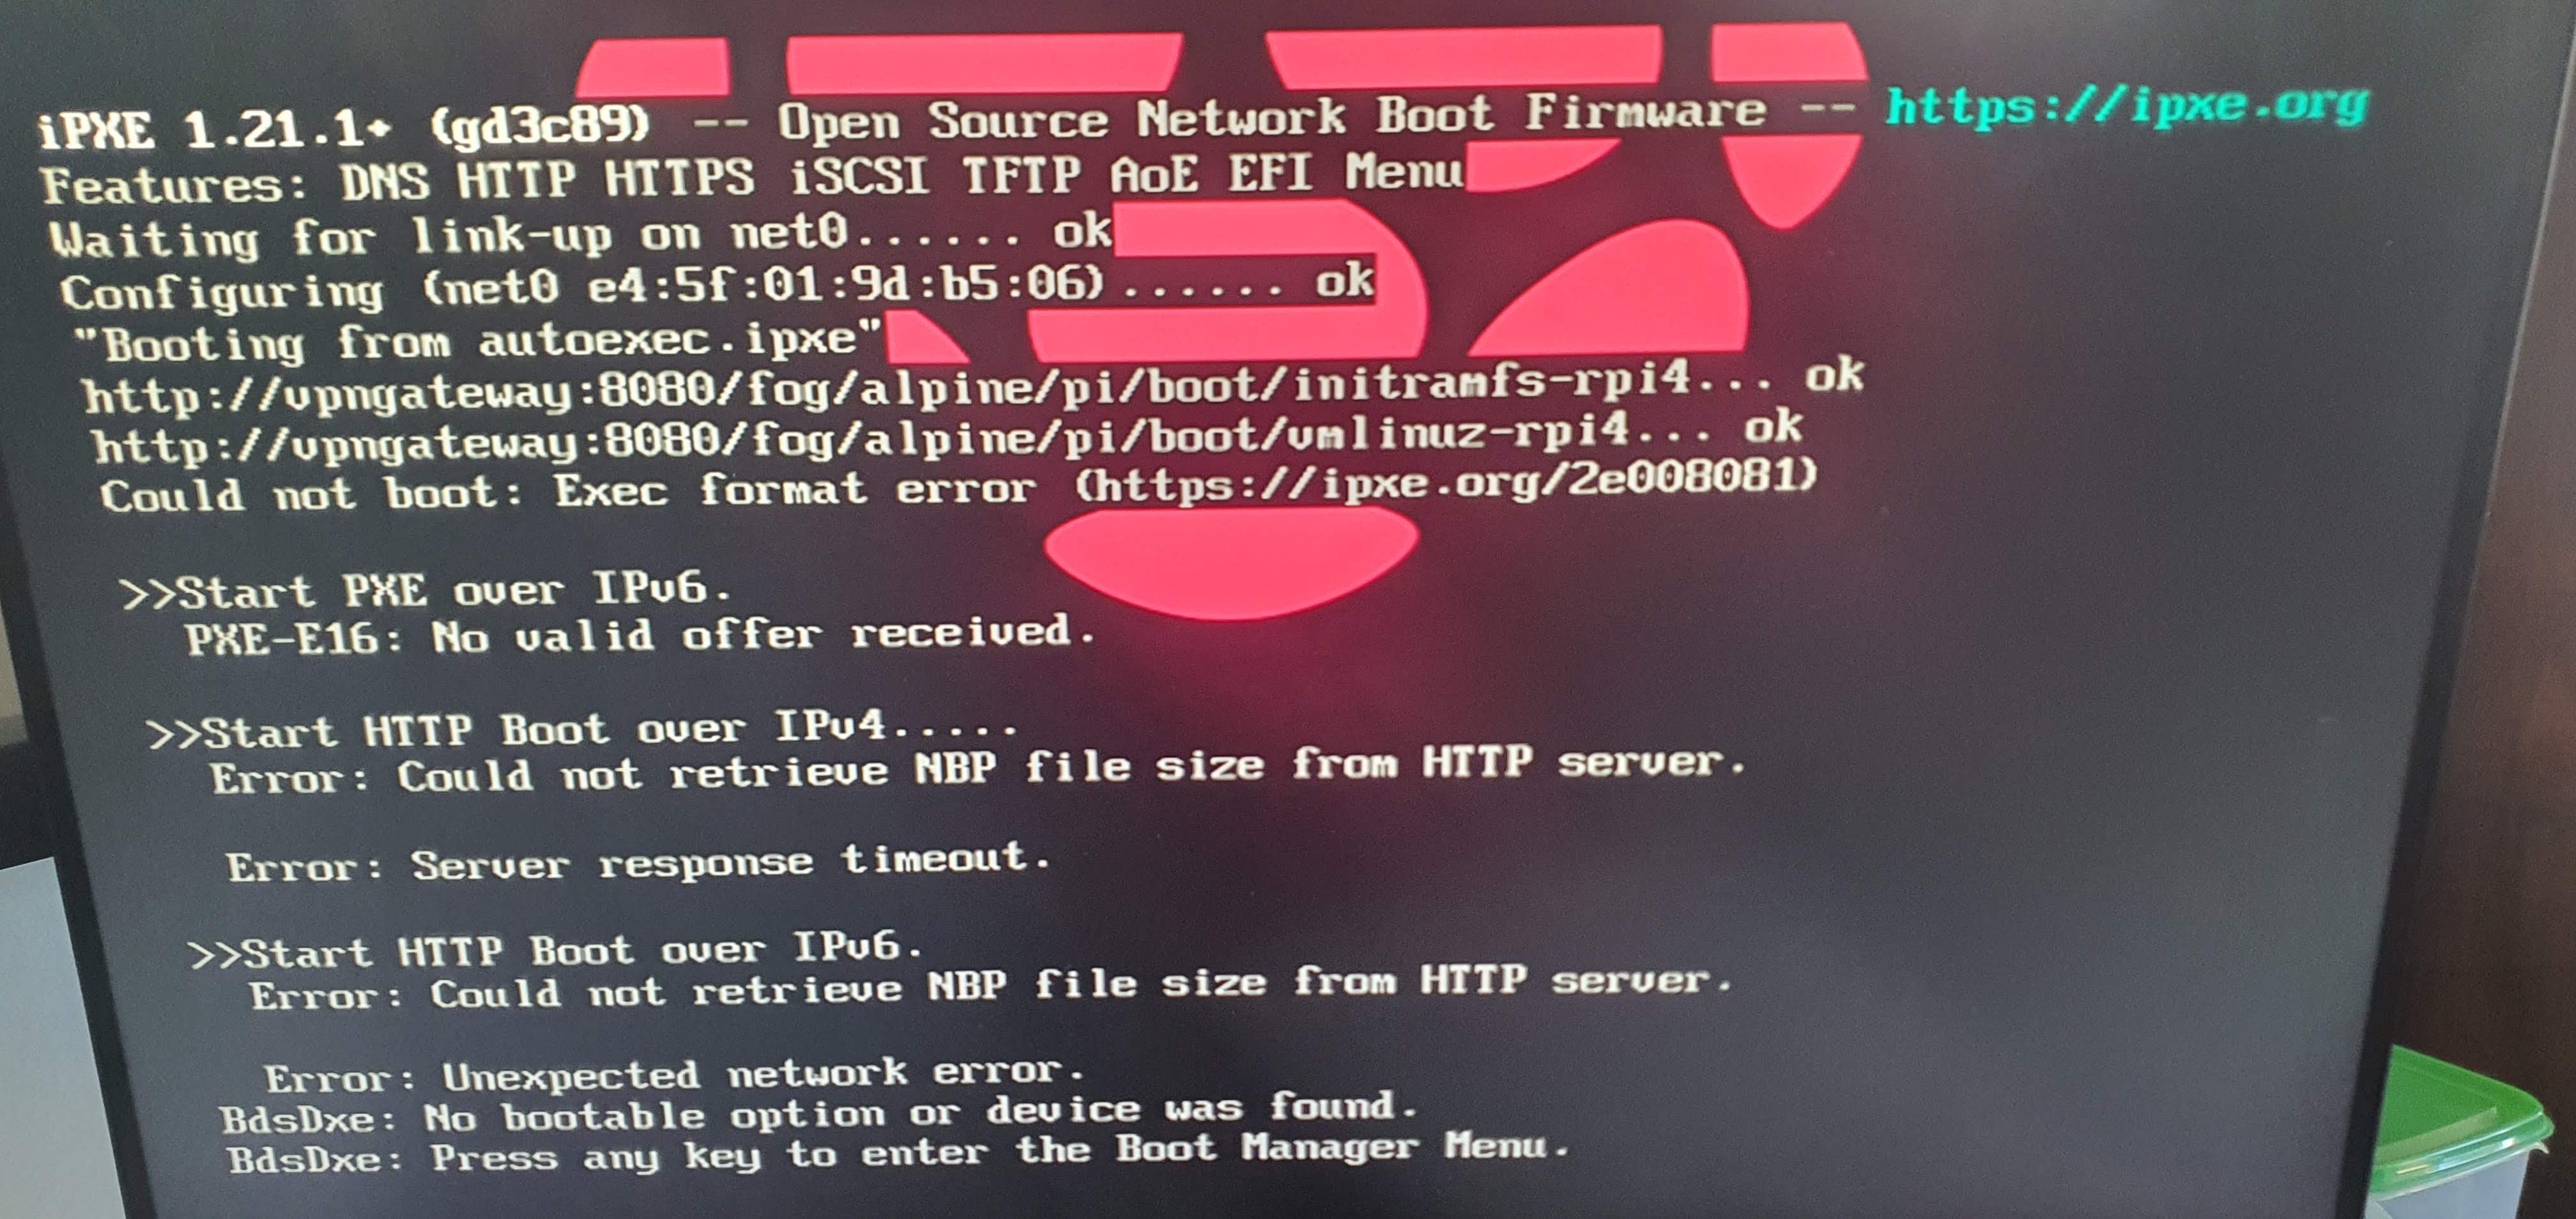 iPXE 1.21.1+ (gd3c89) -- Open Source Network Boot Firmware -- https://ipxe.org
Features: DNS HTTP HTTPS iSCSI TFTP AoE EFI Menu
Waiting for link-up on net0...... ok
Configuring (net0 e4:5f:01:9d:b5:06)...... ok
"Booting from autoexec.ipxe"
http://vpngateway:8080/fog/alpine/pi/boot/initramfs-rpi4... ok
http://vpngateway:8080/fog/alpine/pi/boot/vmlinuz-rpi4... ok
Could not boot: Exec format error (https://ipxe.org/2e008081)
>>Start PXE over IPv6.
PXE-E16: No valid offer received.
>>Start HTTP Boot over IPv4.....
Error: Could not retrieve NBP file size from HTTP server.
Error: Server response timeout.
>>Start HTTP Boot over IPv6.
Error: Could not retrieve NBP file size from HTTP server.
Error: Unexpected network error.
BdsDxe: No bootable option or device was found.
BdsDxe: Press any key to enter the Boot Manager Menu.